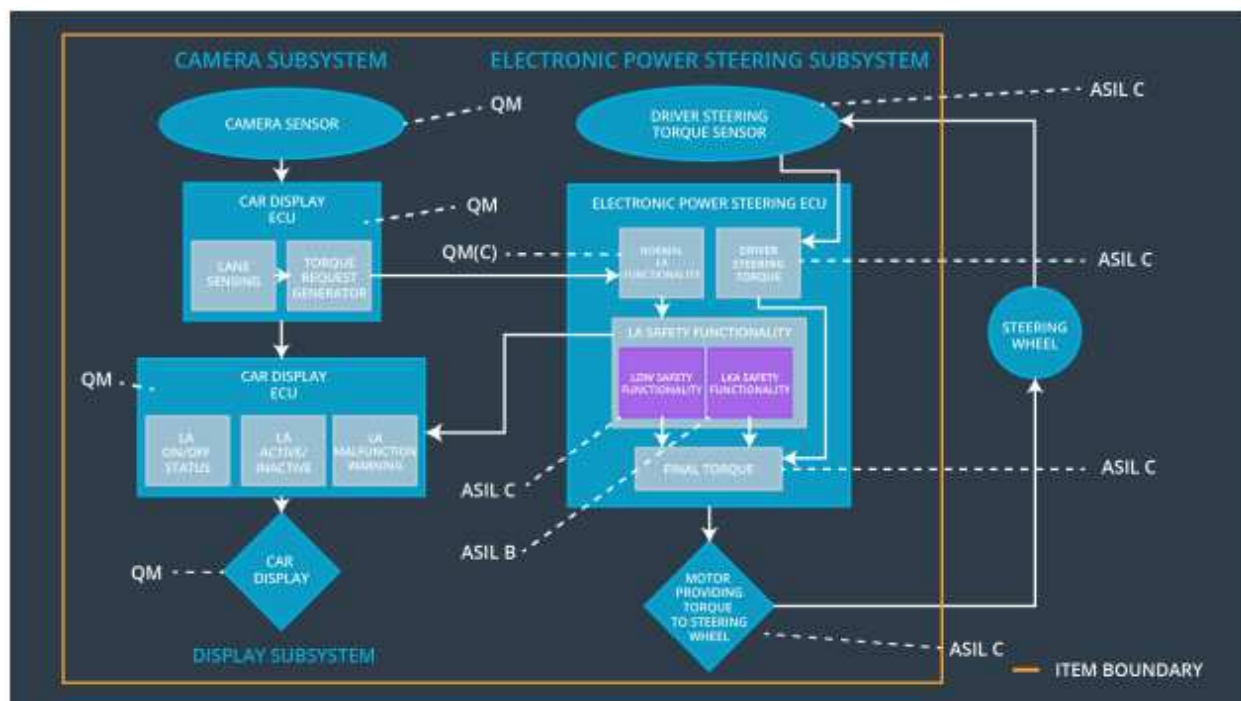 CAMERA SUBSYSTEM
ELECTRONIC POWER STEERING SUBSYSTEM
CAMERA SENSOR
QM
DRIVER STEERING
TORQUE SENSOR
ASIL C
CAR DISPLAY
ECU
QM
LANE
SENSING
TORQUE
REQUEST
GENERATOR
ELECTRONIC POWER STEERING ECU
QM(C)
NORMAL
LA
FUNCTIONALITY
DRIVER
STEERING
TORQUE
ASIL C
STEERING
WHEEL
LA SAFETY FUNCTIONALITY
LDW SAFETY
FUNCTIONALITY
LKA SAFETY
FUNCTIONALITY
QM
CAR DISPLAY
ECU
LA
ON/OFF
STATUS
LA
ACTIVE/
INACTIVE
LA
MALFUNCTION
WARNING
FINAL TORQUE
ASIL C
ASIL C
ASIL B
QM
CAR
DISPLAY
MOTOR
PROVIDING
TORQUE
TO STEERING
WHEEL
ASIL C
DISPLAY SUBSYSTEM
ITEM BOUNDARY